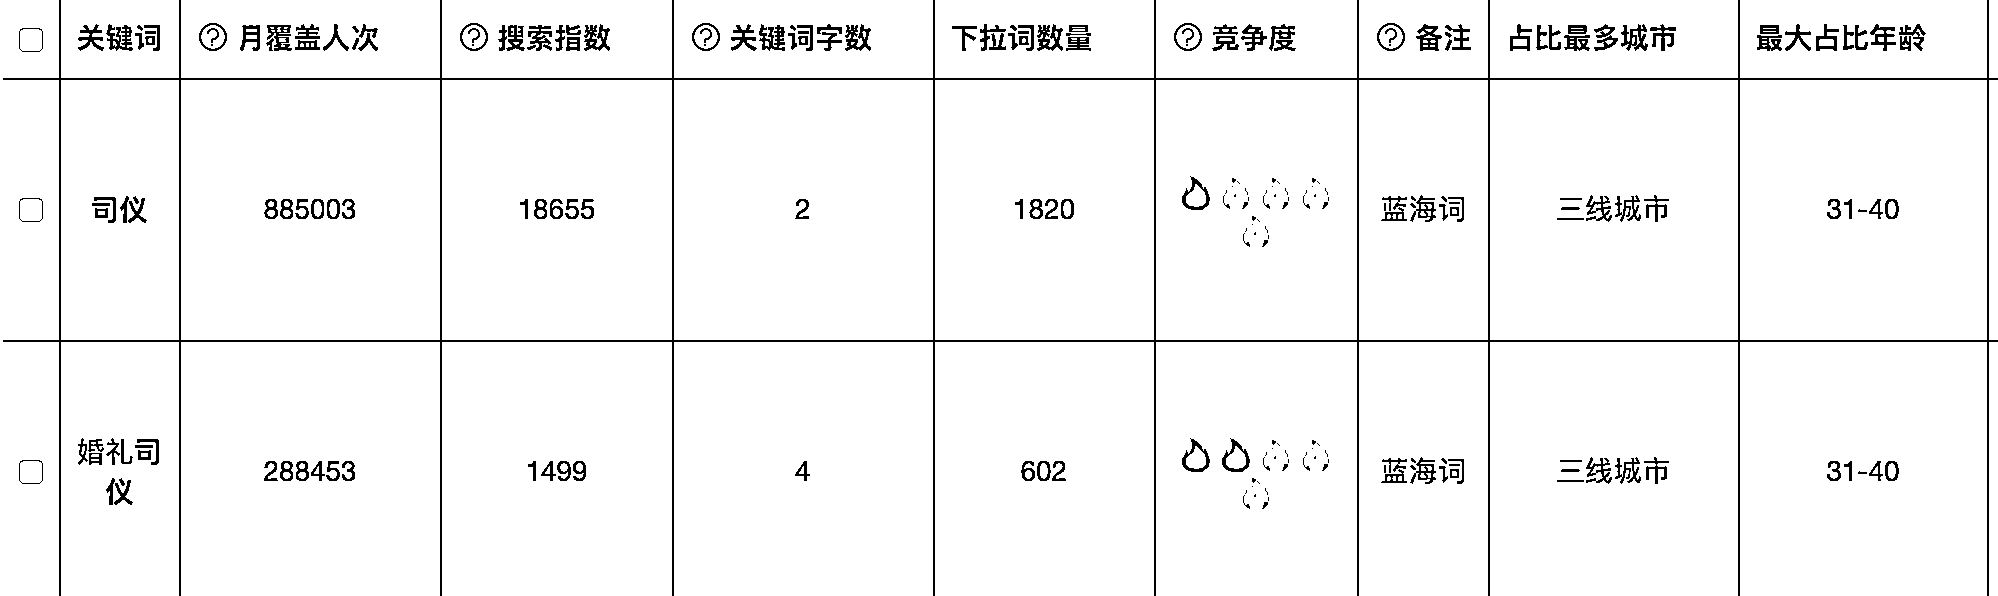 关键词 ? 月覆盖人次 ? 搜索指数 ? 关键词字数 下拉词数量 ? 竞争度 ? 备注 占比最多城市 最大占比年龄
司仪 885003 18655 2 1820 蓝海词 三线城市 31-40
婚礼司
仪 288453 1499 4 602 蓝海词 三线城市 31-40